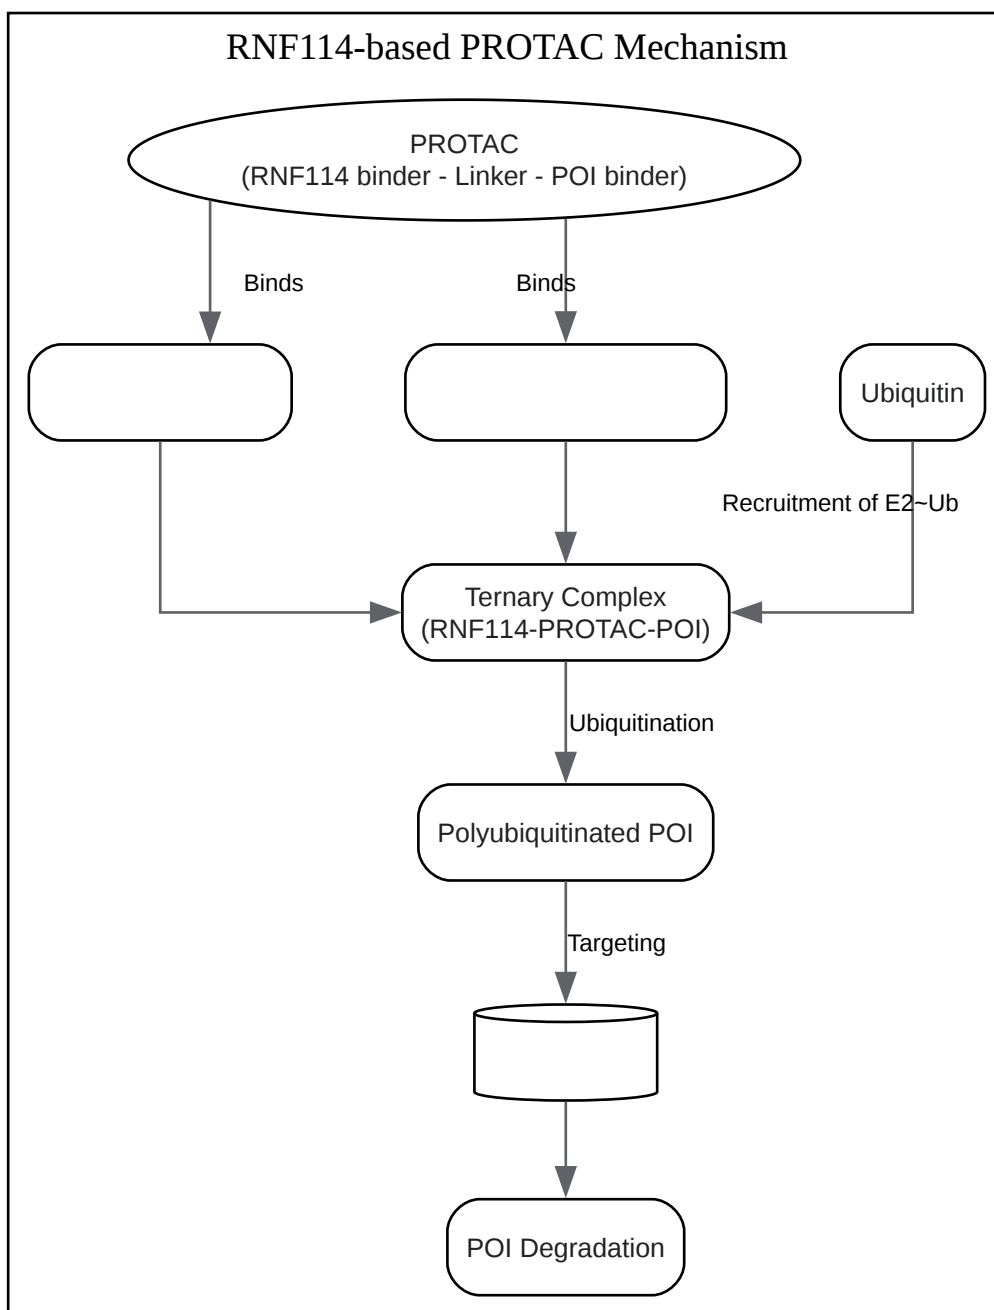 RNF114-based PROTAC Mechanism
PROTAC
(RNF114 binder - Linker - POI binder)
Binds
Binds
Ubiquitin
Recruitment of E2~Ub
Ternary Complex
(RNF114-PROTAC-POI)
Ubiquitination
Polyubiquitinated POI
Targeting
POI Degradation